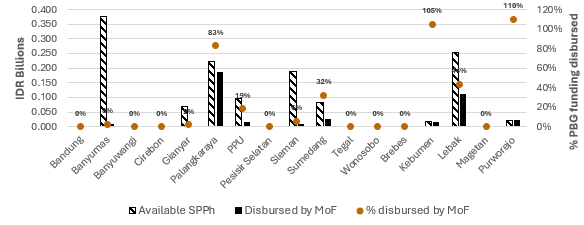 0.400
0.350
0.300
0.250
0.200
0.150
0.100
0.050
0.000
IDR Billions
120%
100%
80%
60%
40%
20%
0%
% PBG funding disbursed
0%
0%
0%
83%
19%
0%
32%
0%
0%
0%
105%
0%
110%
Bandung
Banyumas
Banyuwangi
Cirebon
Gianyar
Palangkaraya
PPU
Pesisir Selatan
Sleman
Sumedang
Tegal
Wonosobo
Brebes
Kebumen
Lebak
Magetan
Purworejo
Available SPPh
Disbursed by MoF
% disbursed by MoF